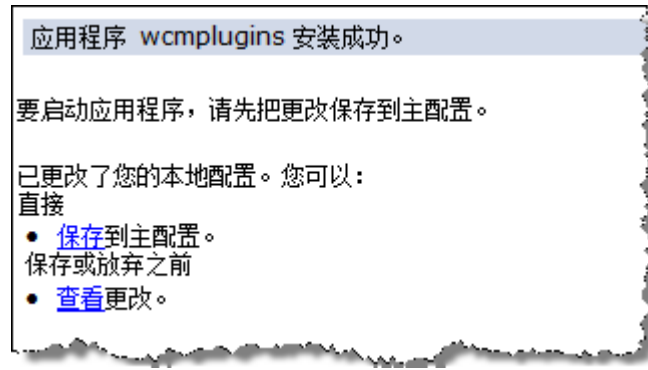 应用程序 wcmplugins 安装成功。
要启动应用程序，请先把更改保存到主配置。
已更改了您的本地配置。您可以：
直接
• 保存到主配置。
保存或放弃之前
• 查看更改。